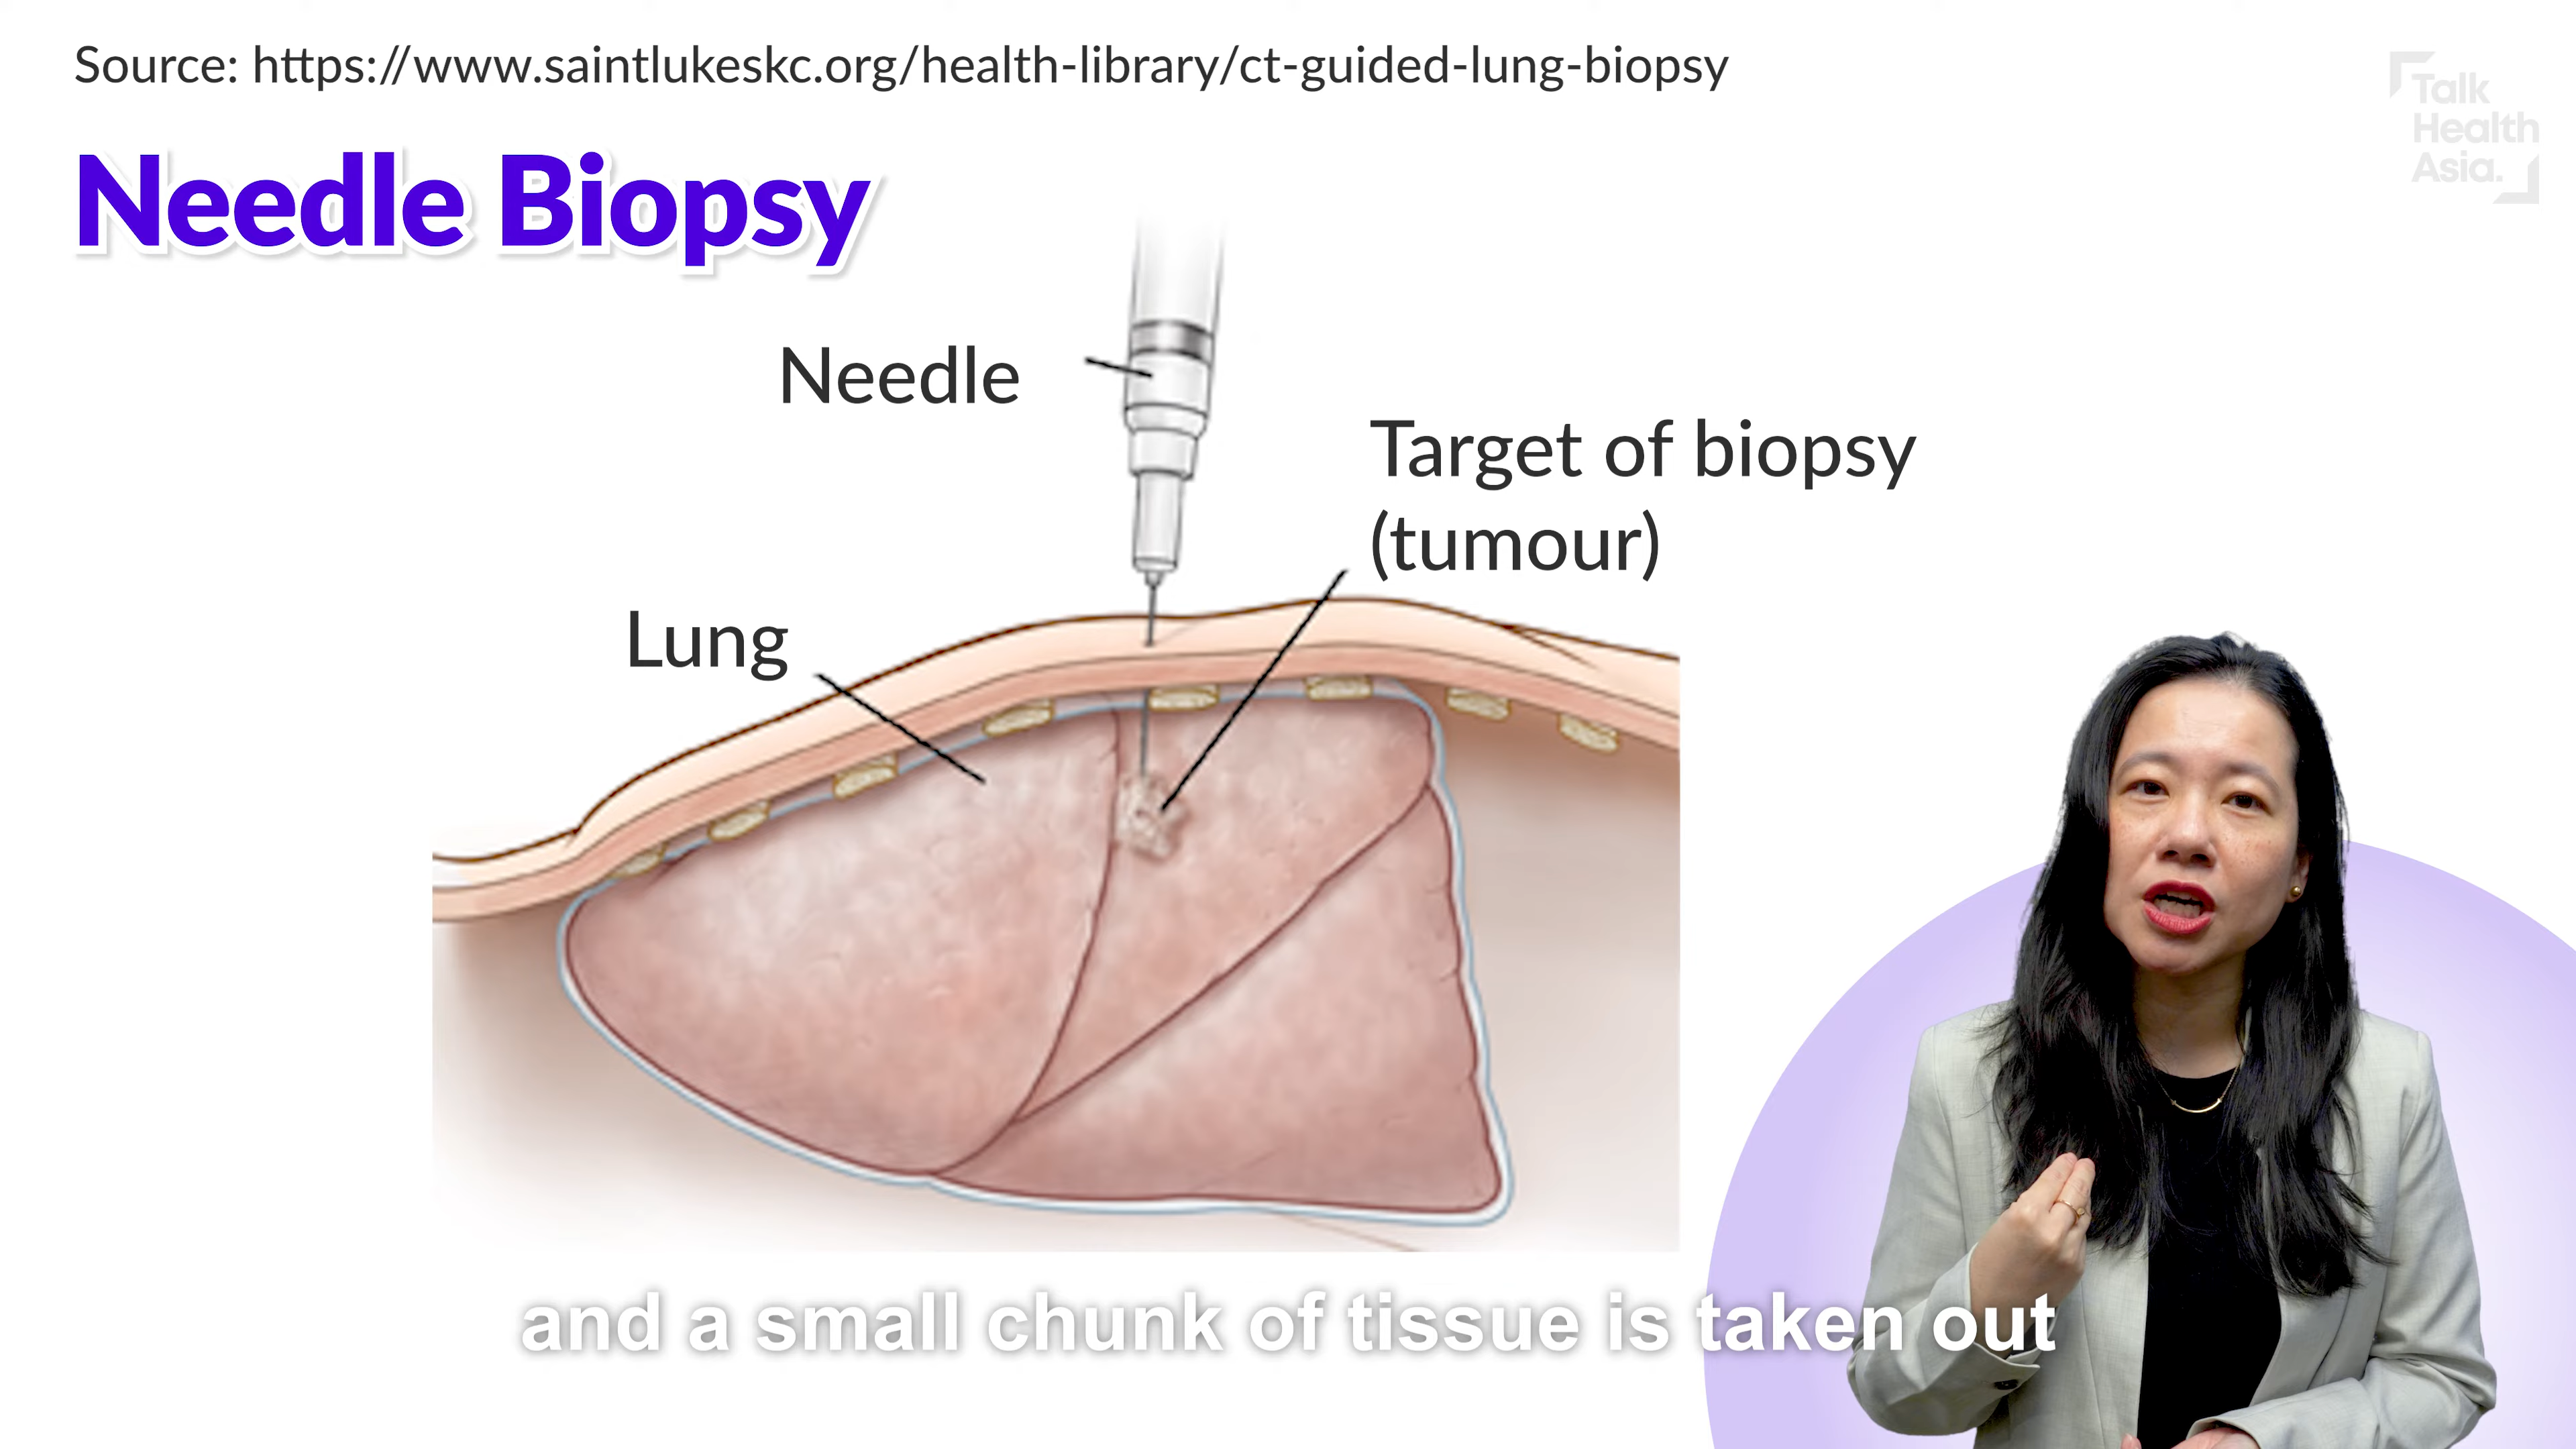 Source: https://www.saintlukeskc.org/health-library/ct-guided-lung-biopsy
Talk
Health
Asia.
Needle Biopsy
Needle
Target of biopsy
(tumour)
Lung
and a small chunk of tissue is taken out